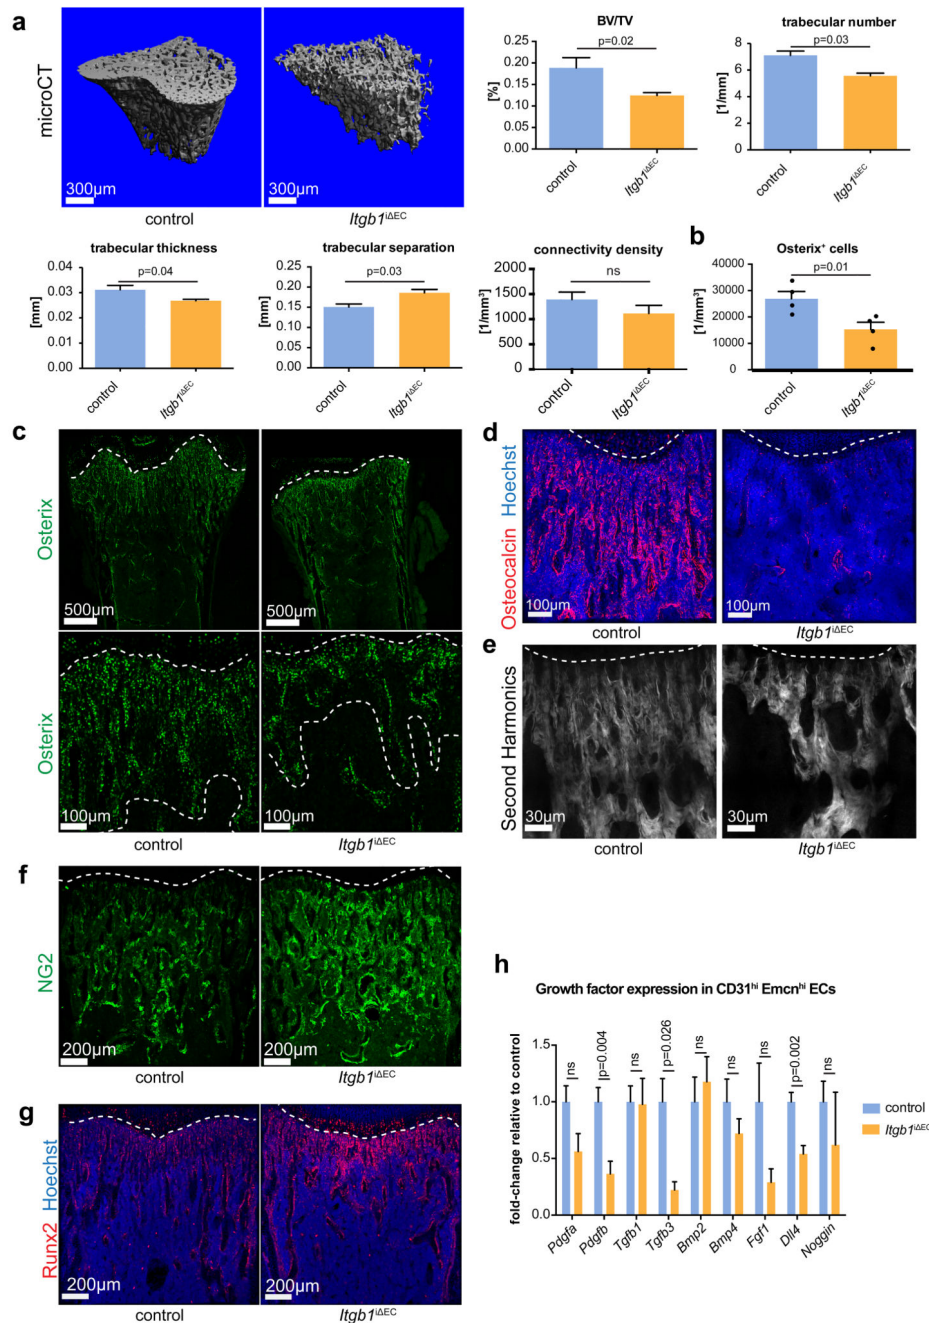 a
microCT
300µm
300µm
control
Itgb1iΔEC
BV/TV
p=0.02
[%]
0.25
0.20
0.15
0.10
0.05
0.00
control
Itgb1iΔEC
trabecular number
p=0.03
[1/mm]
8
6
4
2
0
control
Itgb1iΔEC
trabecular thickness
p=0.04
[mm]
0.04
0.03
0.02
0.01
0.00
control
Itgb1iΔEC
trabecular separation
p=0.03
[mm]
0.25
0.20
0.15
0.10
0.05
0.00
control
Itgb1iΔEC
connectivity density
ns
[1/mm³]
2000
1500
1000
500
0
control
Itgb1iΔEC
b
Osterix⁺ cells
p=0.01
[1/mm³]
40000
30000
20000
10000
0
control
Itgb1iΔEC
c
Osterix
500µm
500µm
Osterix
100µm
100µm
control
Itgb1iΔEC
d
Osteocalcin Hoechst
100µm
100µm
control
Itgb1iΔEC
e
Second Harmonics
30µm
30µm
control
Itgb1iΔEC
f
NG2
200µm
200µm
control
Itgb1iΔEC
g
Runx2 Hoechst
200µm
200µm
control
Itgb1iΔEC
h
Growth factor expression in CD31hi Emcnhi ECs
fold-change relative to control
1.5
1.0
0.5
0.0
ns
p=0.004
ns
p=0.026
ns
ns
ns
p=0.002
ns
Pdgfa
Pdgfb
Tgfb1
Tgfb3
Bmp2
Bmp4
Fgf1
Dll4
Noggin
control
Itgb1iΔEC